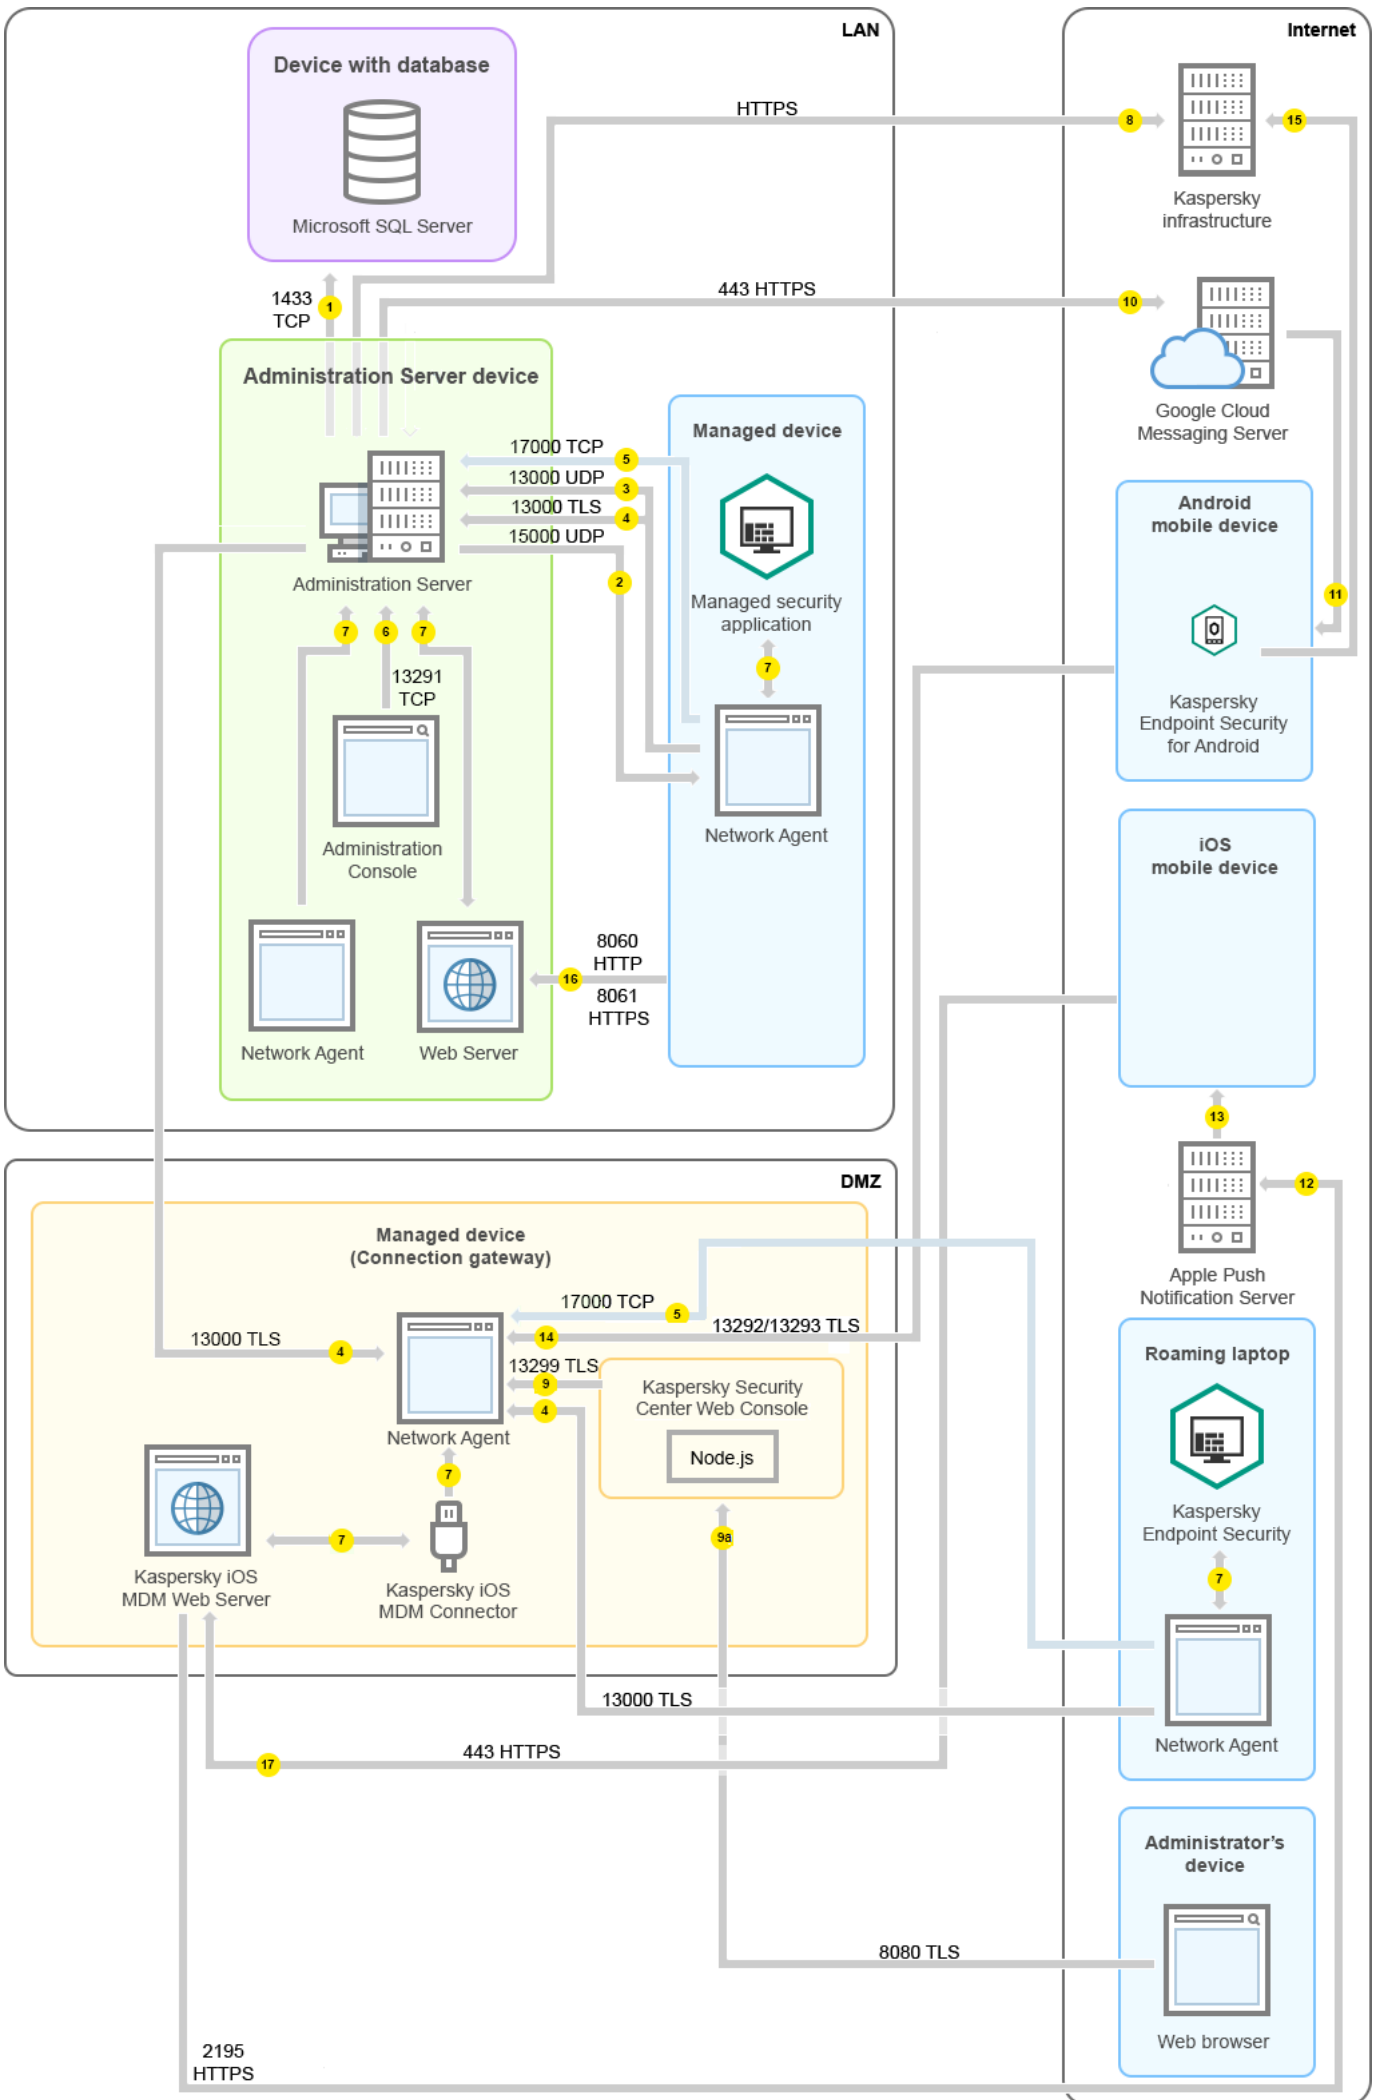 LAN
Internet
Device with database
Microsoft SQL Server
HTTPS
8
15
Kaspersky
infrastructure
1433
TCP
1
443 HTTPS
10
Google Cloud
Messaging Server
Administration Server device
Administration Server
17000 TCP
5
13000 UDP
3
13000 TLS
4
15000 UDP
2
Managed device
Managed security
application
7
Network Agent
7
6
7
13291
TCP
Administration
Console
Network Agent
Web Server
8060
HTTP
16
8061
HTTPS
Android
mobile device
11
Kaspersky
Endpoint Security
for Android
iOS
mobile device
13
12
Apple Push
Notification Server
DMZ
Managed device
(Connection gateway)
17000 TCP
5
13292/13293 TLS
14
13000 TLS
4
13299 TLS
9
4
Network Agent
Kaspersky Security
Center Web Console
Node.js
7
9a
7
Kaspersky iOS
MDM Web Server
Kaspersky iOS
MDM Connector
Roaming laptop
Kaspersky
Endpoint Security
7
Network Agent
13000 TLS
443 HTTPS
17
Administrator's
device
8080 TLS
Web browser
2195
HTTPS